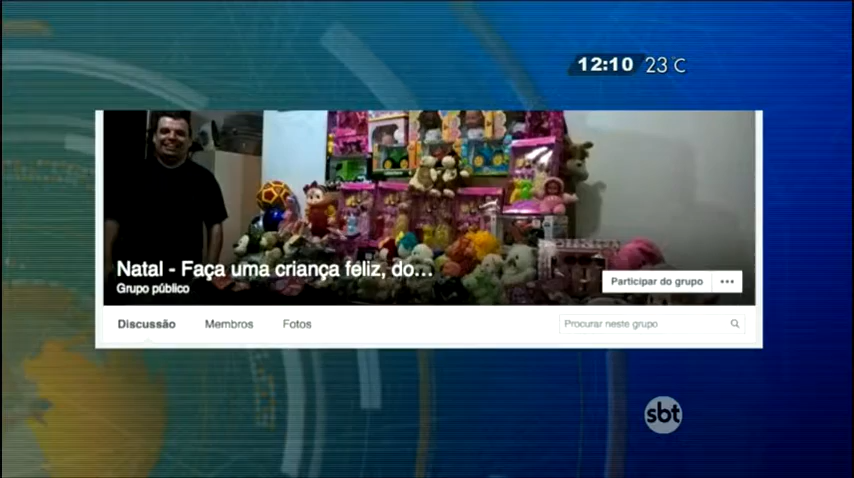 12:10 23°C
Natal - Faça uma criança feliz, do...
Grupo público
Participar do grupo
Discussão Membros Fotos
Procurar neste grupo
sbt